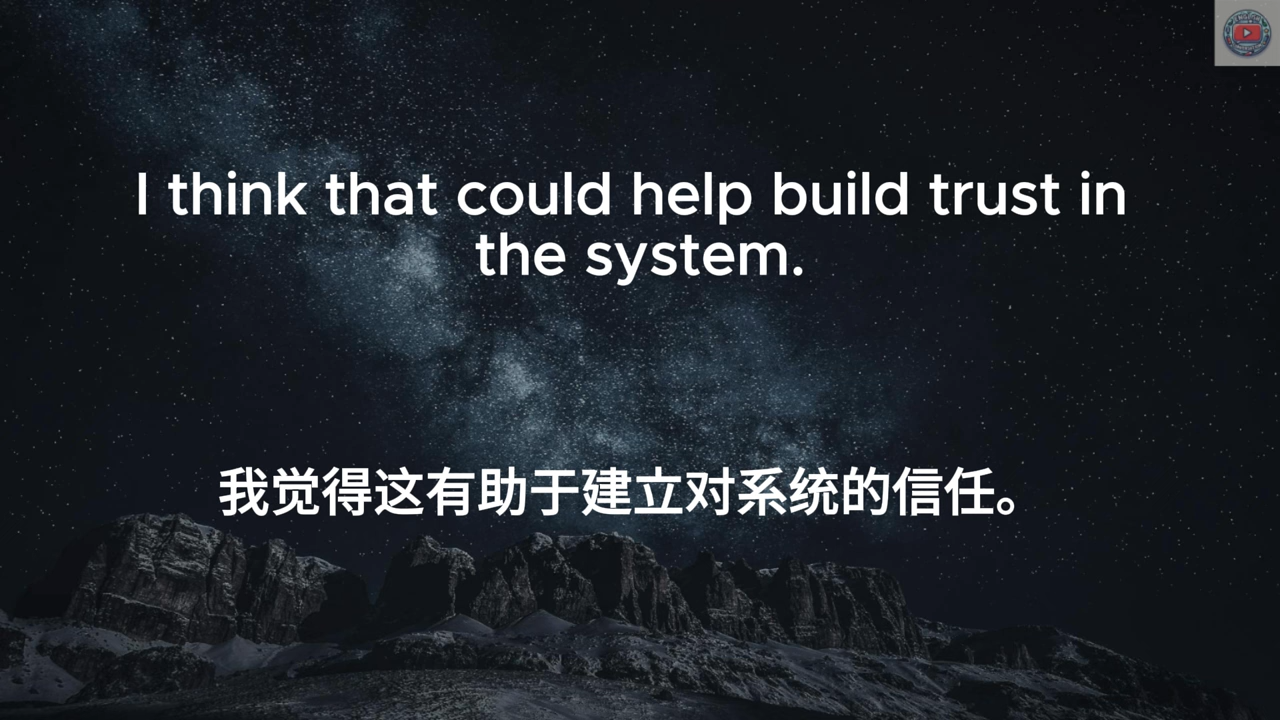 I think that could help build trust in
the system.
我觉得这有助于建立对系统的信任。